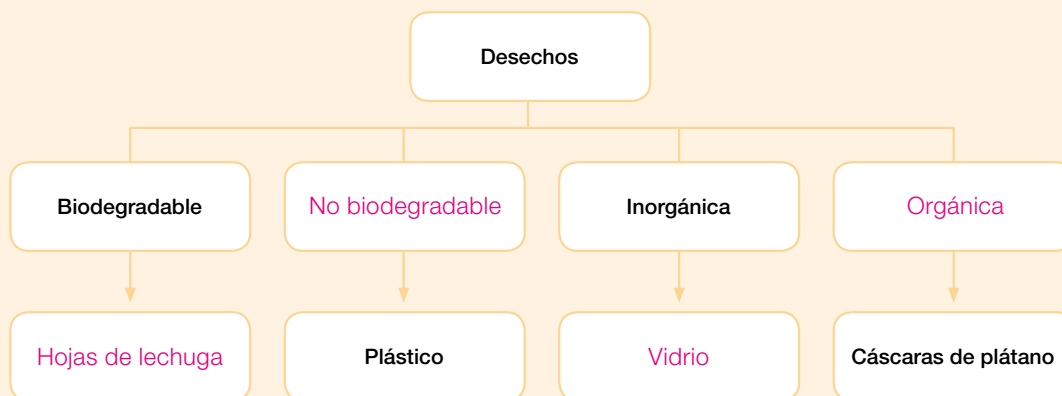 Desechos
Biodegradable
No biodegradable
Inorgánica
Orgánica
Hojas de lechuga
Plástico
Vidrio
Cáscaras de plátano